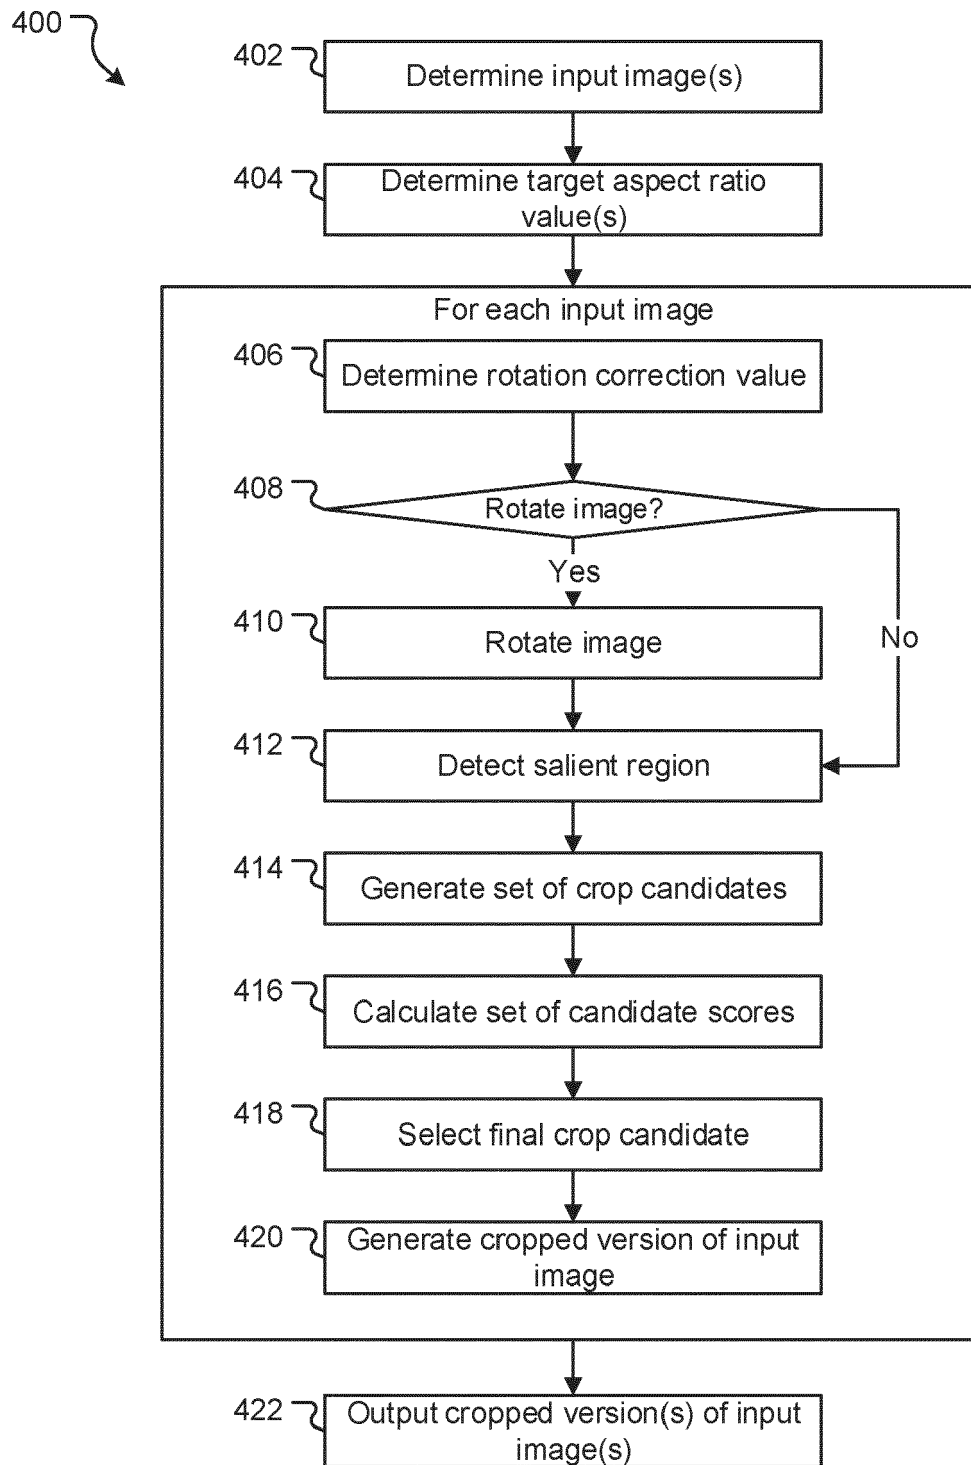 400
402
Determine input image(s)
404
Determine target aspect ratio
value(s)
For each input image
406
Determine rotation correction value
408
Rotate image?
Yes
410
Rotate image
No
412
Detect salient region
414
Generate set of crop candidates
416
Calculate set of candidate scores
418
Select final crop candidate
420
Generate cropped version of input
image
422
Output cropped version(s) of input
image(s)